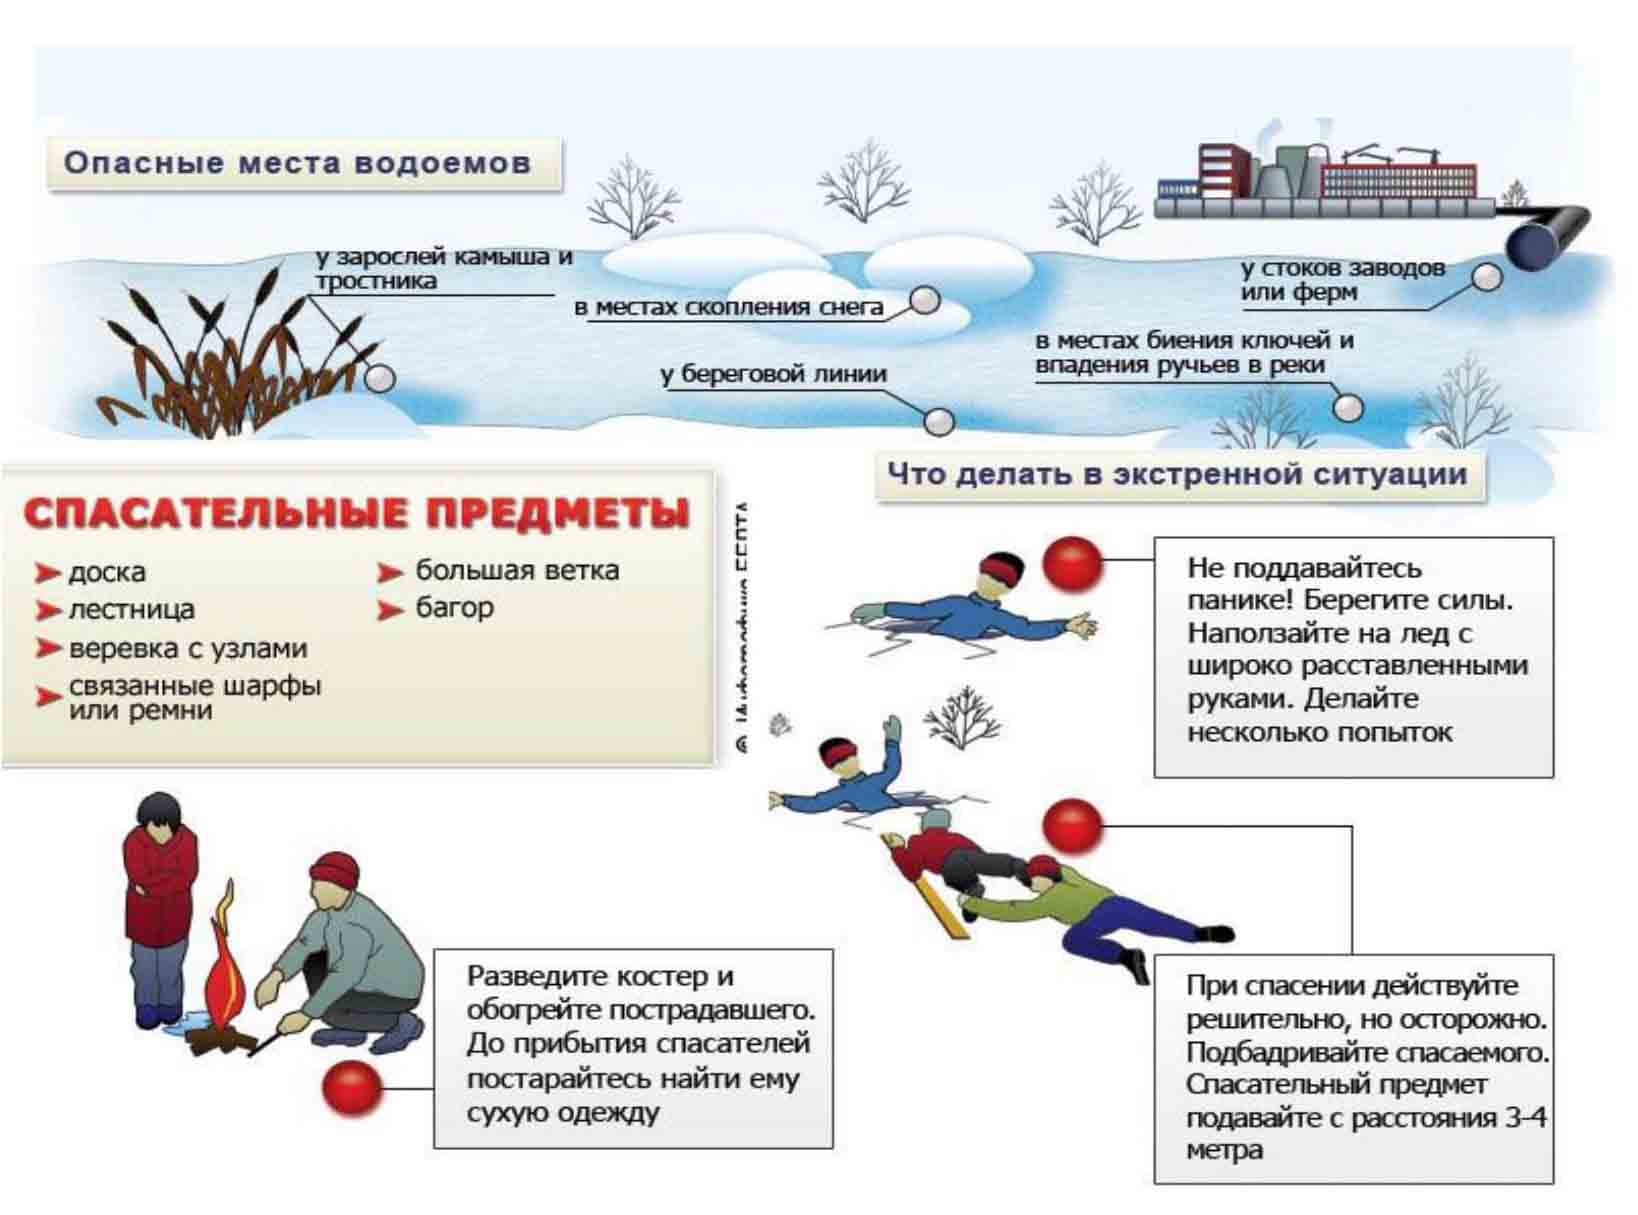 Опасные места водоемов
у зарослей камыша и
тростника
в местах скопления снега
у береговой линии
у стоков заводов
или ферм
в местах биения ключей и
впадения ручьев в реки
СПАСАТЕЛЬНЫЕ ПРЕДМЕТЫ
доска
лестница
веревка с узлами
связанные шарфы
или ремни
большая ветка
багор
Что делать в экстренной ситуации
Не поддавайтесь
панике! Берегите силы.
Наползайте на лед с
широко расставленными
руками. Делайте
несколько попыток
При спасении действуйте
решительно, но осторожно.
Подбадривайте спасаемого.
Спасательный предмет
подавайте с расстояния 3-4
метра
Разведите костер и
обогрейте пострадавшего.
До прибытия спасателей
постарайтесь найти ему
сухую одежду